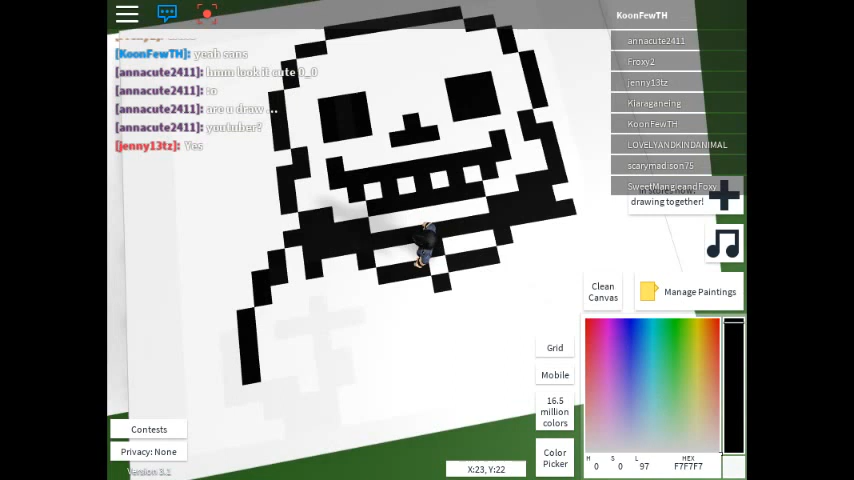 [KoonFewTH]: yeah sans
[annacute2411]: hmm look it cute 0_0
[annacute2411]: :o
[annacute2411]: are u draw ...
[annacute2411]: youtuber?
[jenny13tz]: Yes
KoonFewTH
annacute2411
Froxy2
jenny13tz
Klaraganeing
KoonFewTH
LOVELYANDKINDANIMAL
scarymadison75
SweetMangieandFoxy
drawing together!
Clean
Canvas
Manage Paintings
Grid
Mobile
16.5
million
colors
Color
Picker
H S L HEX
0 0 97 F7F7F7
Contests
Privacy: None
Version 3.1
X:23, Y:22